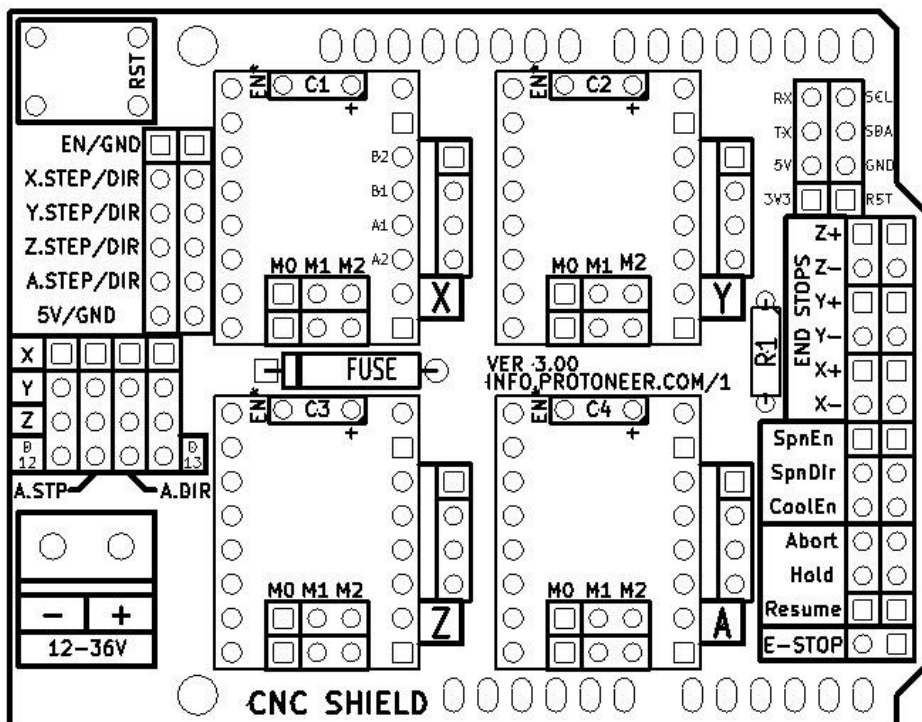 RST
EN*
C1
+
EN*
C2
+
RX
SCL
TX
SDA
5V
GND
3V3
RST
EN/GND
X.STEP/DIR
Y.STEP/DIR
Z.STEP/DIR
A.STEP/DIR
5V/GND
B2
B1
A1
A2
M0 M1 M2
X
M0 M1 M2
Y
END STOPS
Z+
Z-
Y+
Y-
X+
X-
R1
X
Y
Z
D
12
D
13
A.STP
A.DIR
FUSE
VER 3.00
INFO.PROTONEER.COM/1
EN*
C3
+
EN*
C4
+
SpnEn
SpnDir
CoolEn
Abort
Hold
Resume
E-STOP
- +
12-36V
M0 M1 M2
Z
M0 M1 M2
A
CNC SHIELD